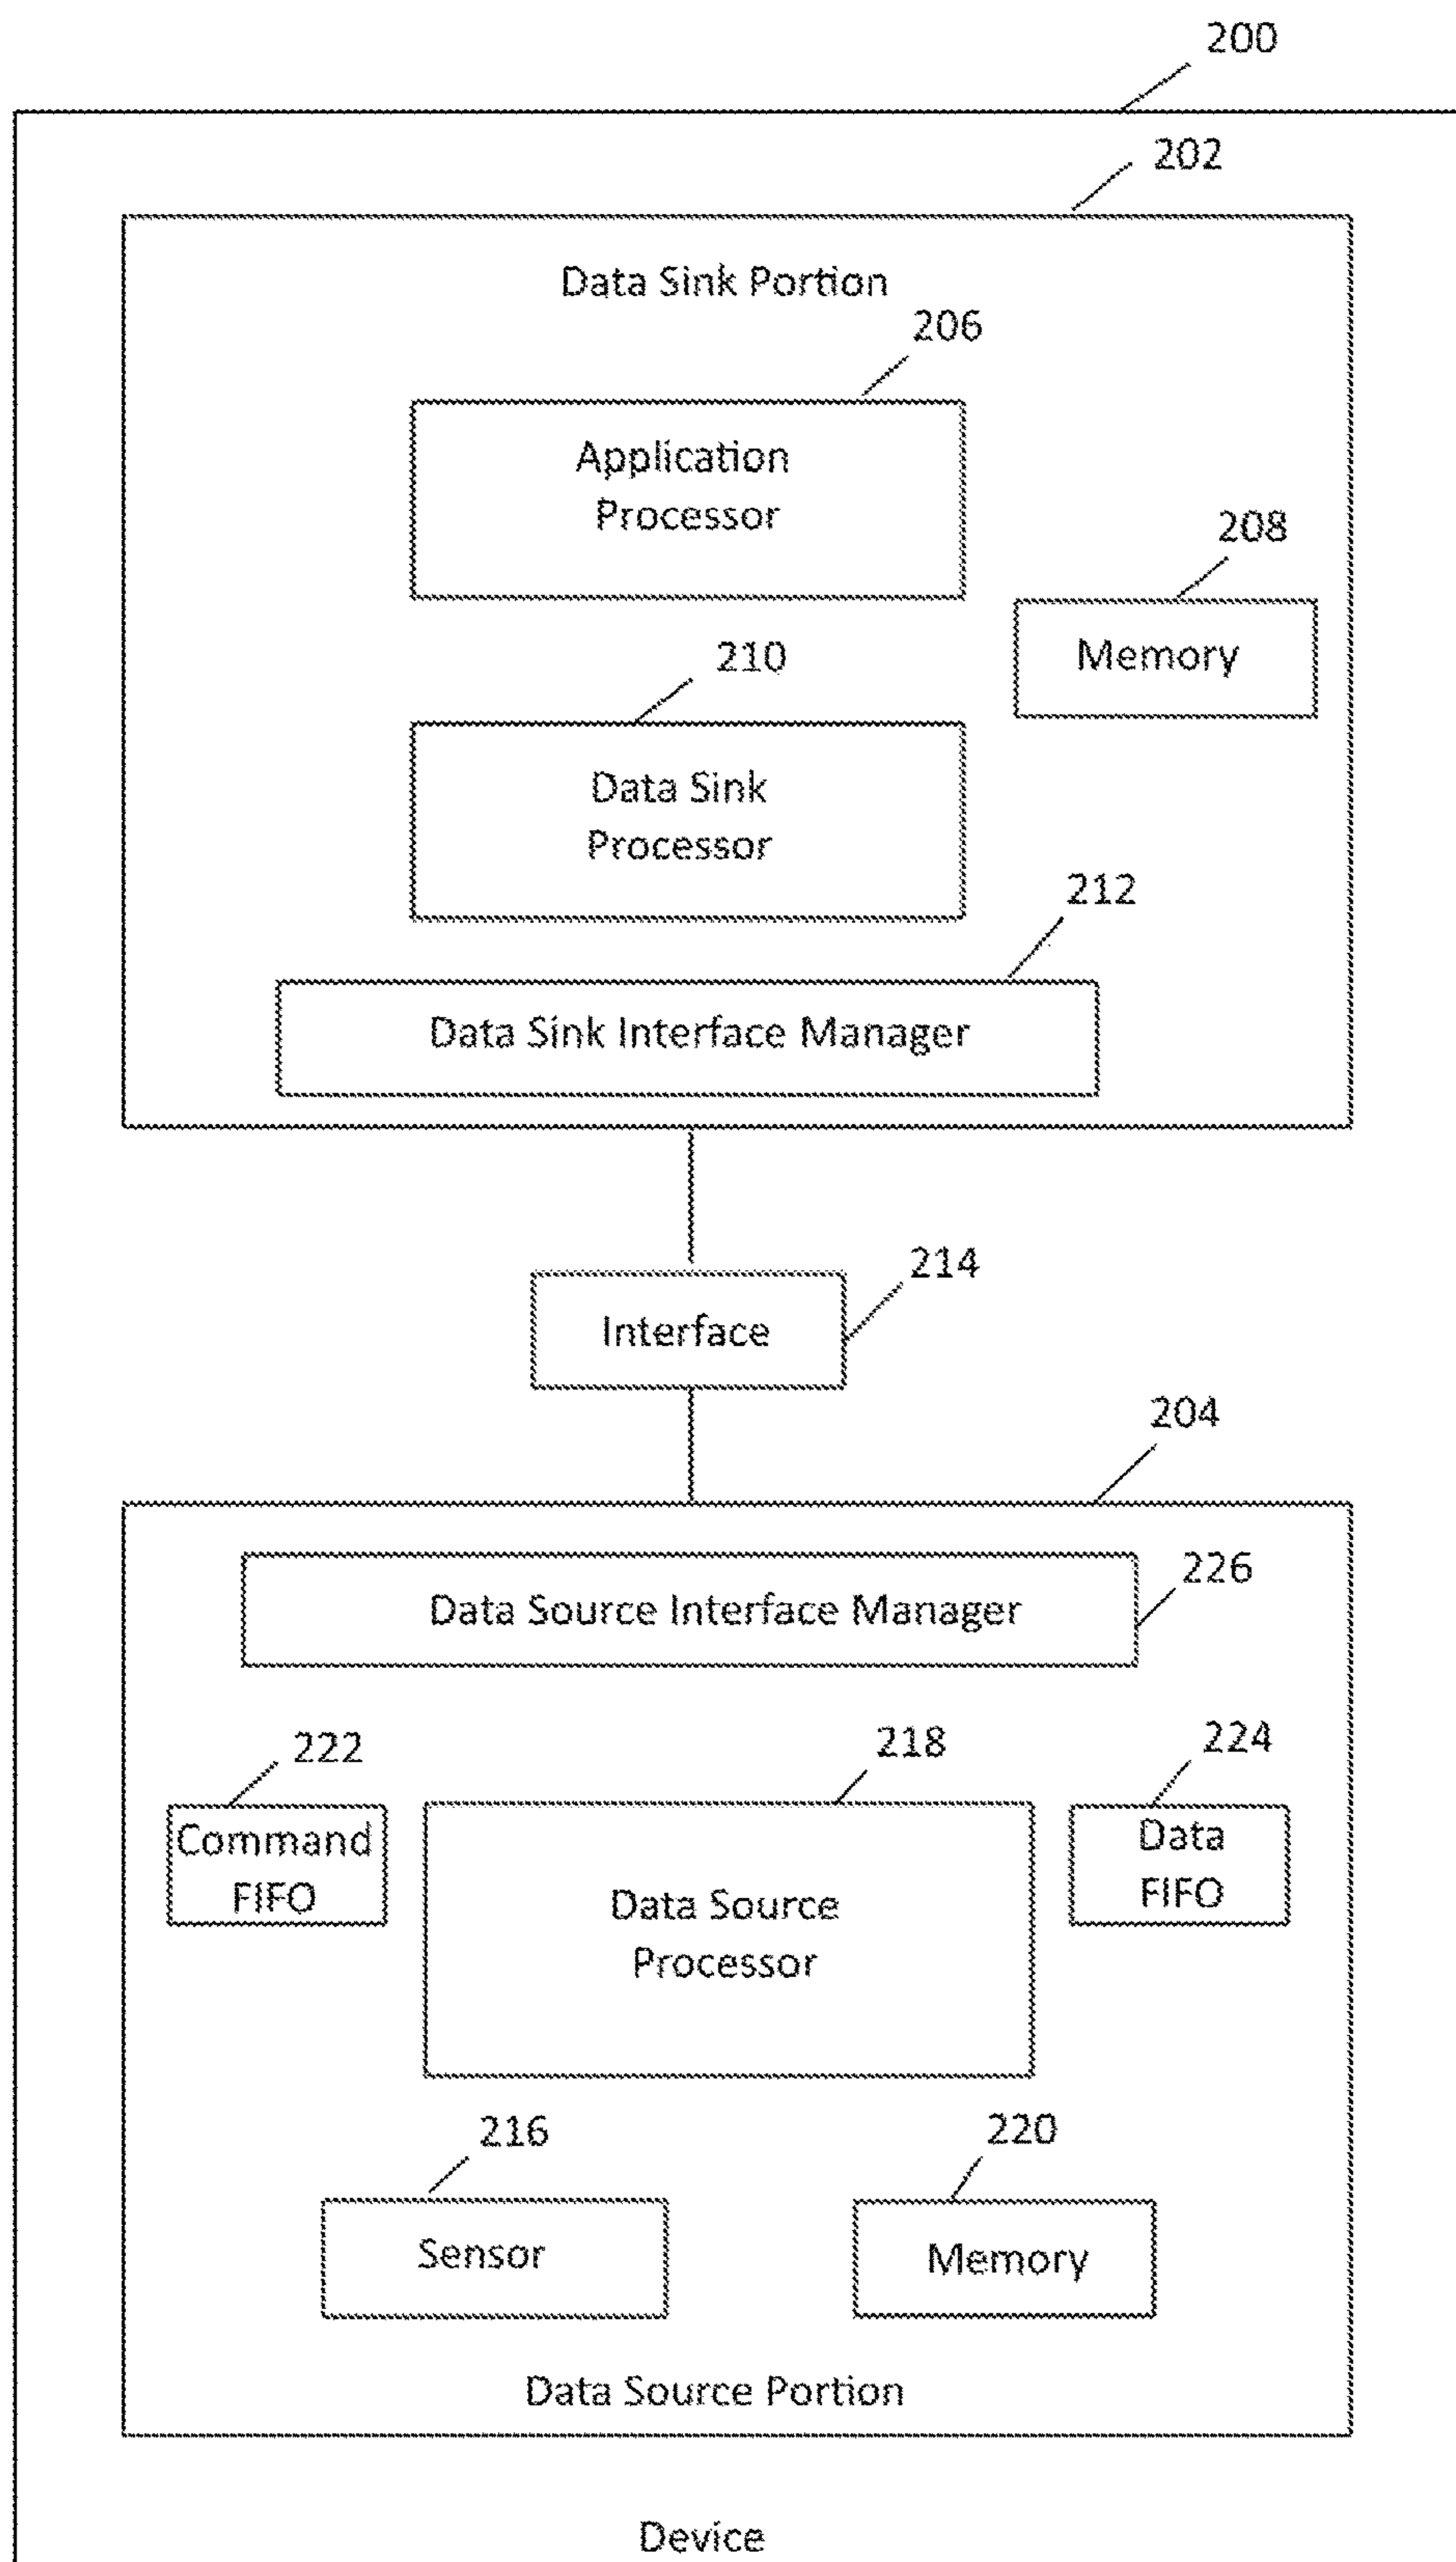 200
202
Data Sink Portion
206
Application
Processor
208
Memory
210
Data Sink
Processor
212
Data Sink Interface Manager
214
Interface
204
226
Data Source Interface Manager
222
218
224
Command
FIFO
Data Source
Processor
Data
FIFO
216
220
Sensor
Memory
Data Source Portion
Device